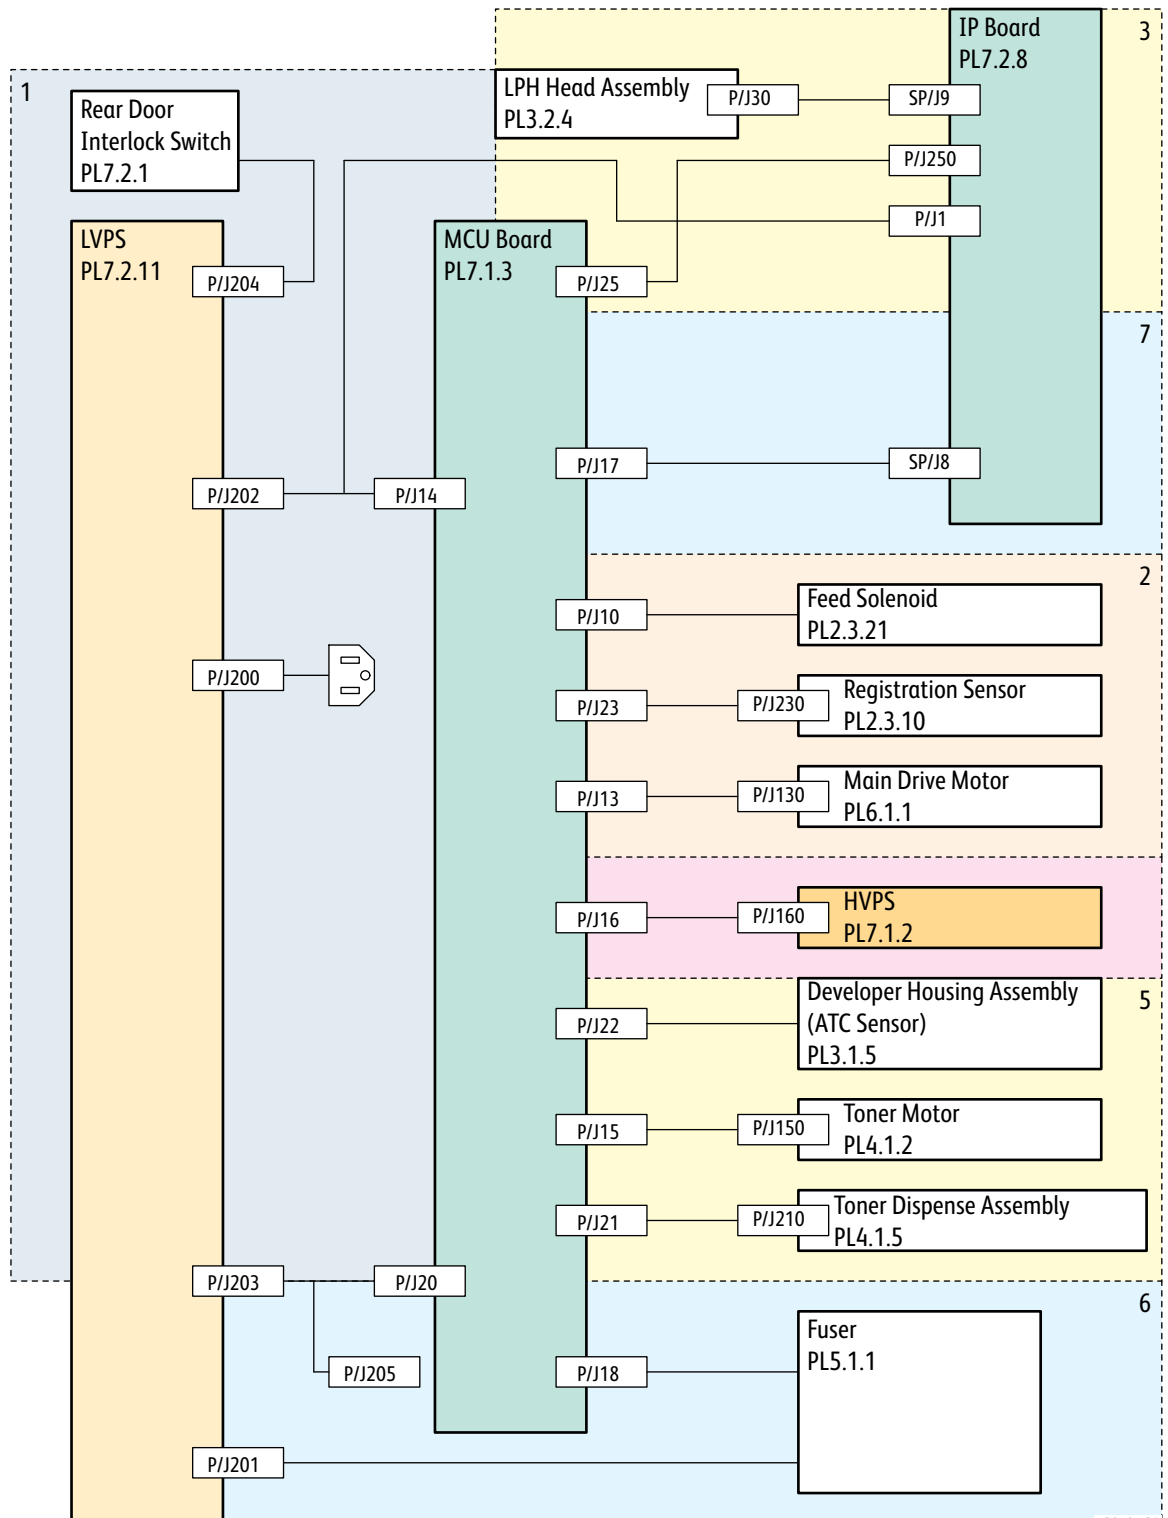 IP Board
PL7.2.8
3
1
LPH Head Assembly
PL3.2.4
P/J30
SP/J9
Rear Door
Interlock Switch
PL7.2.1
P/J250
P/J1
LVPS
PL7.2.11
P/J204
MCU Board
PL7.1.3
P/J25
7
P/J17
SP/J8
P/J202
P/J14
2
P/J10
Feed Solenoid
PL2.3.21
P/J200
P/J23
P/J230
Registration Sensor
PL2.3.10
P/J13
P/J130
Main Drive Motor
PL6.1.1
P/J16
P/J160
HVPS
PL7.1.2
P/J22
Developer Housing Assembly
(ATC Sensor)
PL3.1.5
5
P/J15
P/J150
Toner Motor
PL4.1.2
P/J21
P/J210
Toner Dispense Assembly
PL4.1.5
P/J203
P/J20
6
P/J205
P/J18
Fuser
PL5.1.1
P/J201